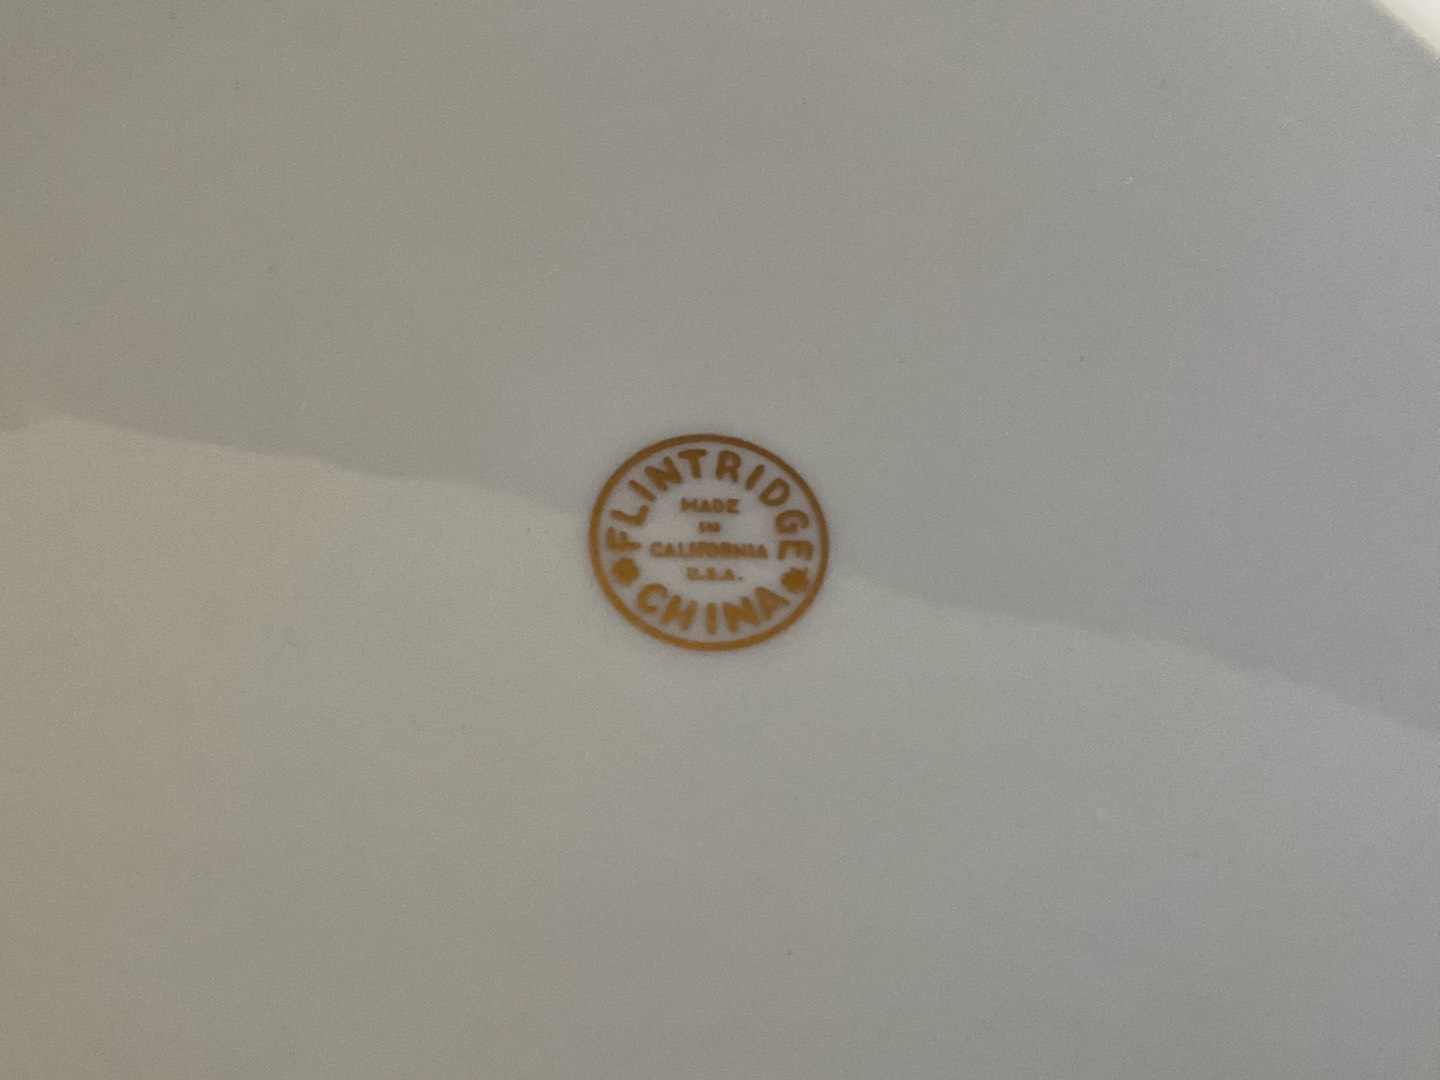 FLINTRIDGE
MADE
IN
CALIFORNIA
U.S.A.
CHINA